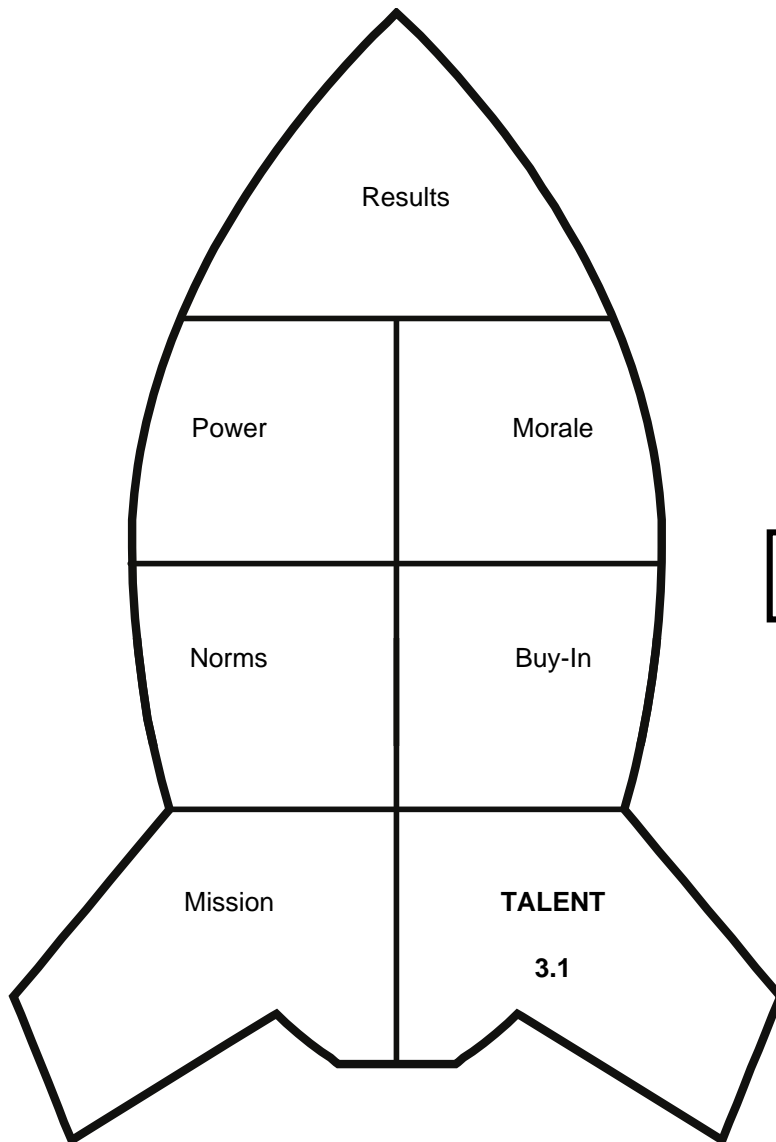 Results
Power
Morale
Norms
Buy-In
Mission
TALENT
3.1